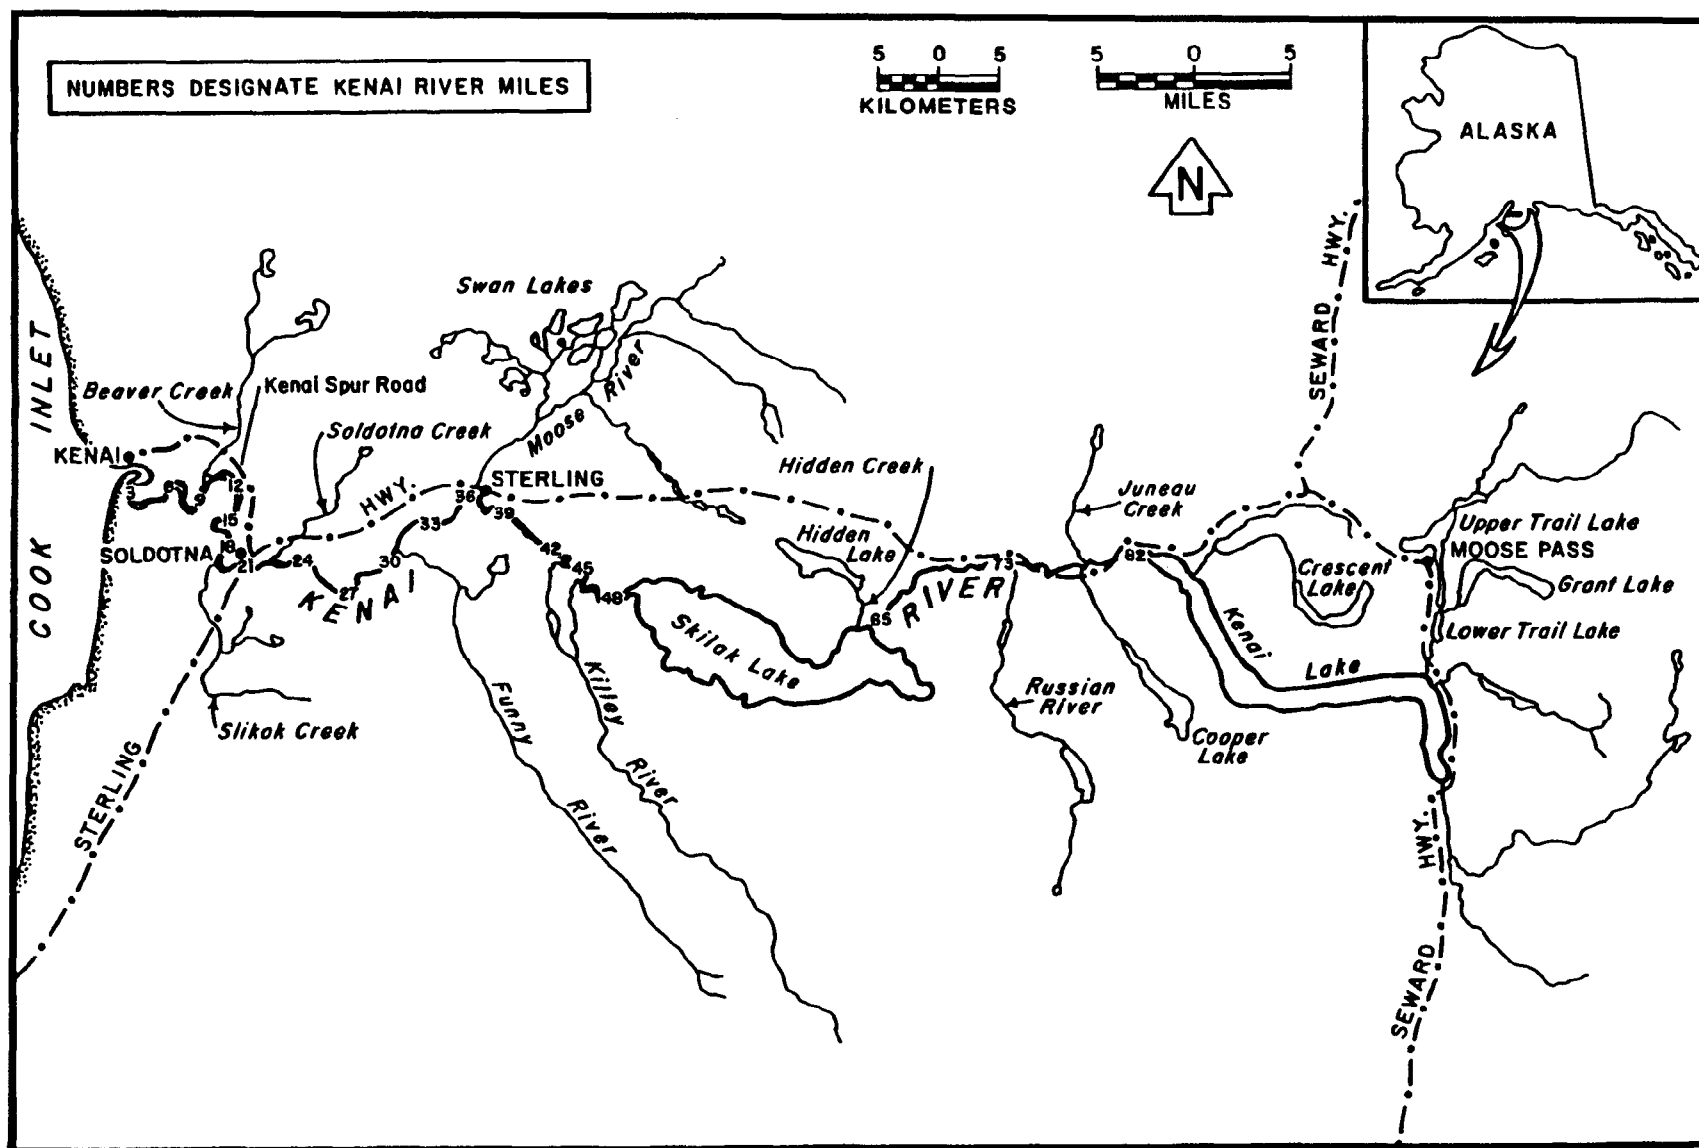 NUMBERS DESIGNATE KENAI RIVER MILES
5 0 5
KILOMETERS
5 0 5
MILES
N
ALASKA
COOK INLET
SEWARD HWY.
Swan Lakes
Beaver Creek
Kenai Spur Road
Soldotna Creek
Moose River
KENAI
HWY.
STERLING
Hidden Creek
Hidden Lake
Juneau
Creek
Upper Trail Lake
MOOSE PASS
Crescent
Lake
Grant Lake
Lower Trail Lake
SOLDOTNA
3
6
9
12
15
18
21
24
27
30
33
36
39
42
45
48
65
73
82
KENAI RIVER
Skilak Lake
Kenai Lake
Russian
River
Cooper
Lake
Slikok Creek
Funny River
Killey River
STERLING
HWY.
SEWARD